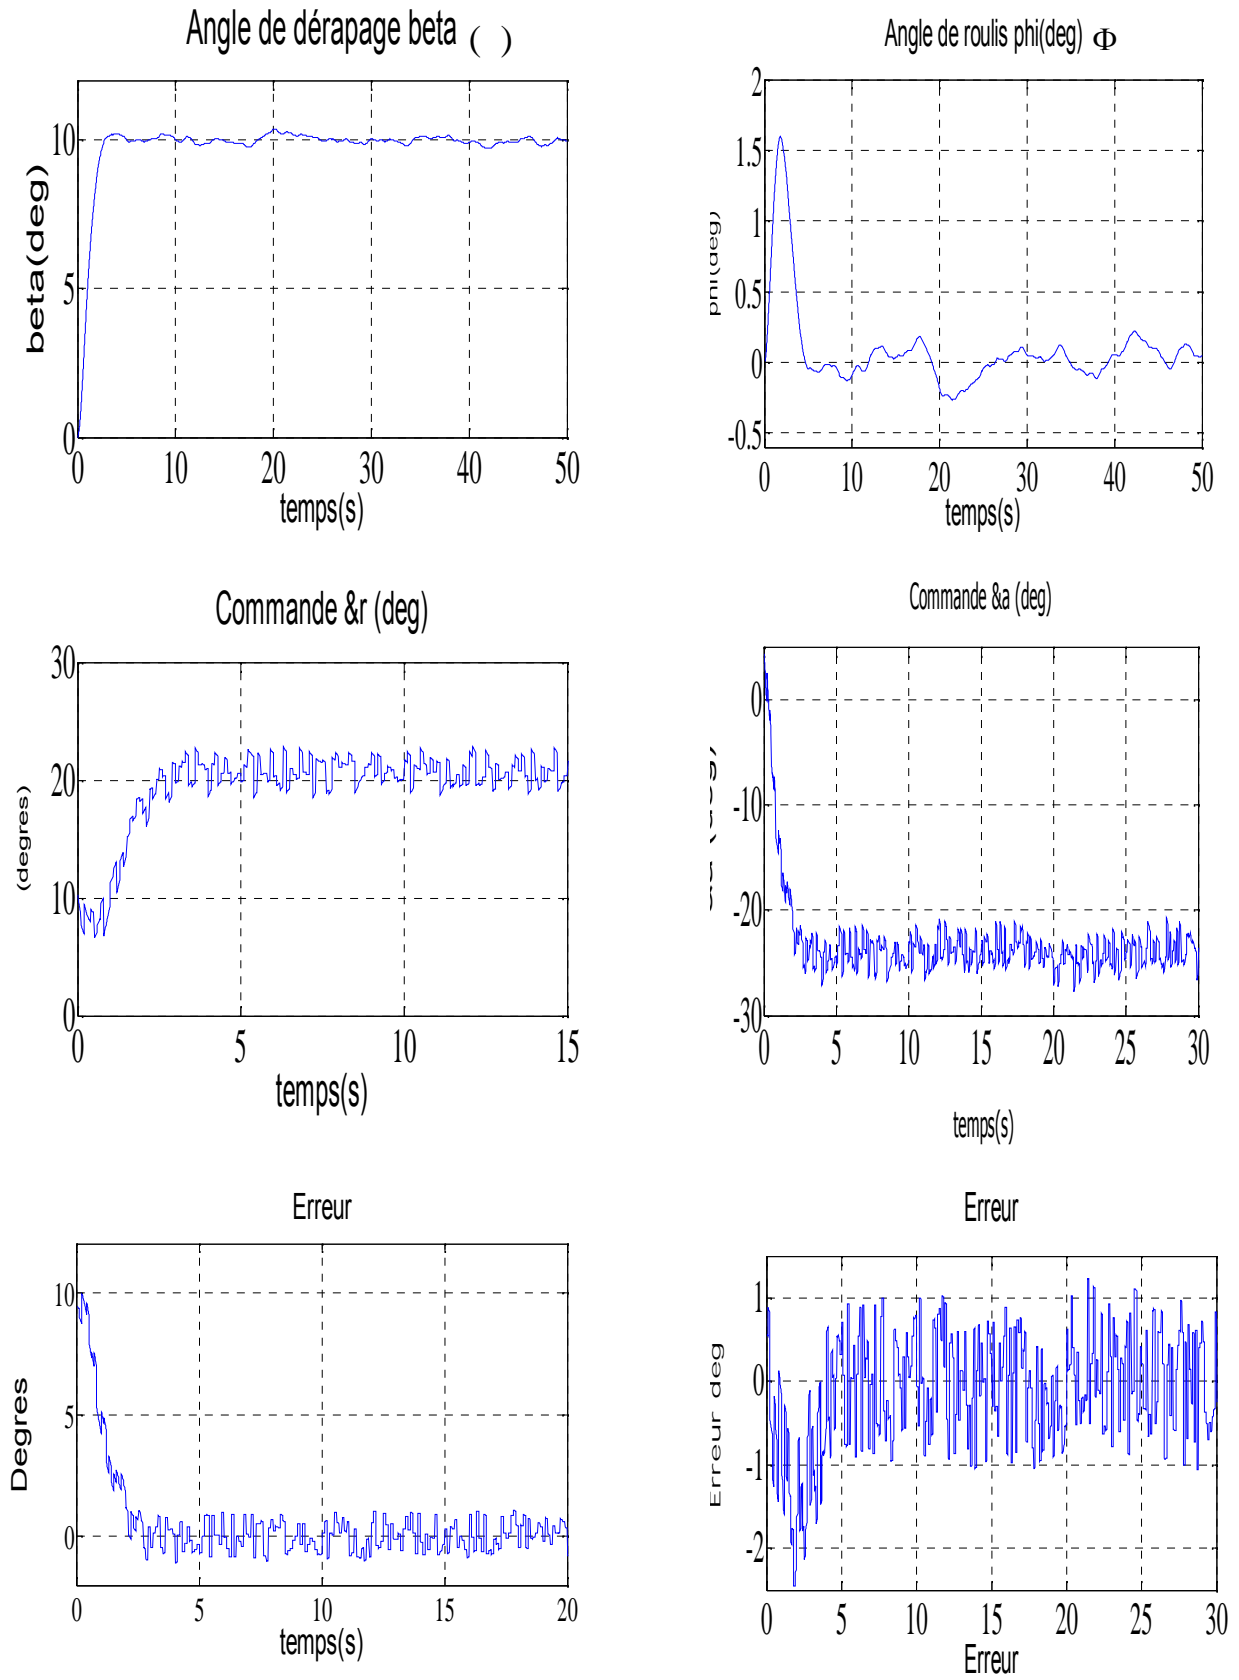 Angle de dérapage beta ( )
beta(deg)
10
5
0
0 10 20 30 40 50
temps(s)
Angle de roulis phi(deg) Φ
phi(deg)
2
1.5
1
0.5
0
-0.5
0 10 20 30 40 50
temps(s)
Commande &r (deg)
(degres)
30
20
10
0
0 5 10 15
temps(s)
Commande &a (deg)
0
-10
-20
-30
0 5 10 15 20 25 30
temps(s)
Erreur
Degres
10
5
0
0 5 10 15 20
temps(s)
Erreur
Erreur deg
1
0
-1
-2
0 5 10 15 20 25 30
Erreur